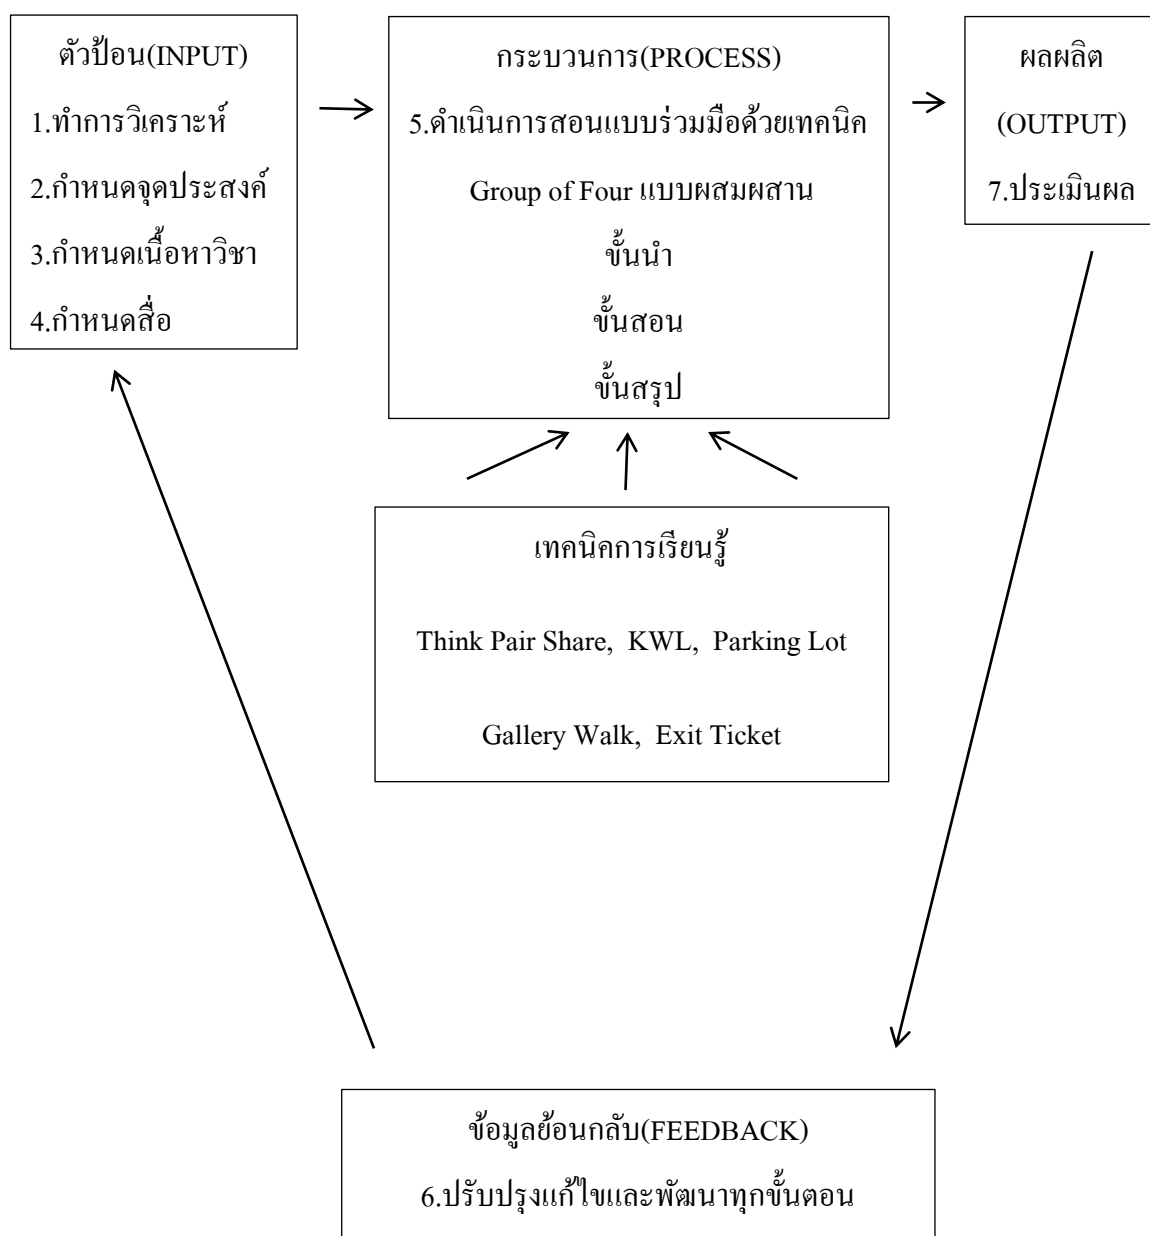 ตัวป้อน(INPUT)
1.ทำการวิเคราะห์
2.กำหนดจุดประสงค์
3.กำหนดเนื้อหาวิชา
4.กำหนดสื่อ
กระบวนการ(PROCESS)
5.ดำเนินการสอนแบบร่วมมือด้วยเทคนิค
Group of Four แบบผสมผสาน
ขั้นนำ
ขั้นสอน
ขั้นสรุป
ผลผลิต
(OUTPUT)
7.ประเมินผล
เทคนิคการเรียนรู้
Think Pair Share, KWL, Parking Lot
Gallery Walk, Exit Ticket
ข้อมูลย้อนกลับ(FEEDBACK)
6.ปรับปรุงแก้ไขและพัฒนาทุกขั้นตอน